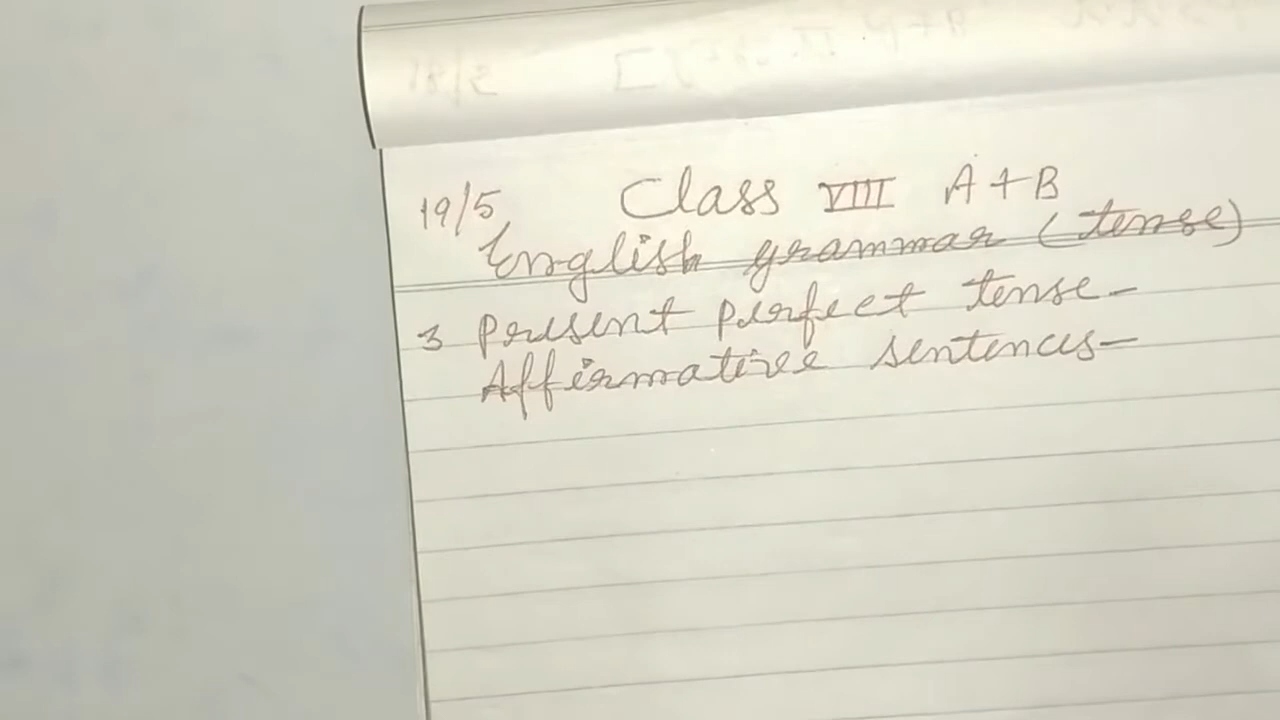 19/5 Class VIII A+B
English grammar (tense)
3 Present perfect tense-
Affirmative sentences-